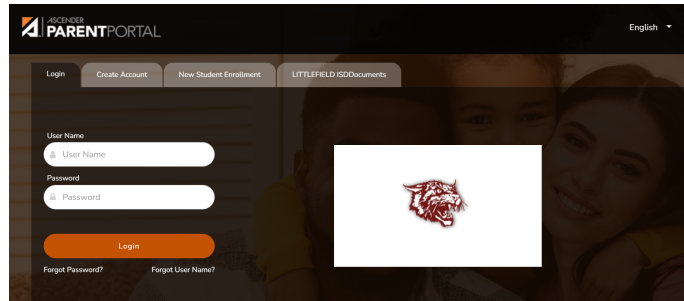 ASCENDER
PARENTPORTAL
English
Login
Create Account
New Student Enrollment
LITTLEFIELD ISDDocuments
User Name
User Name
Password
Password
Login
Forgot Password? Forgot User Name?